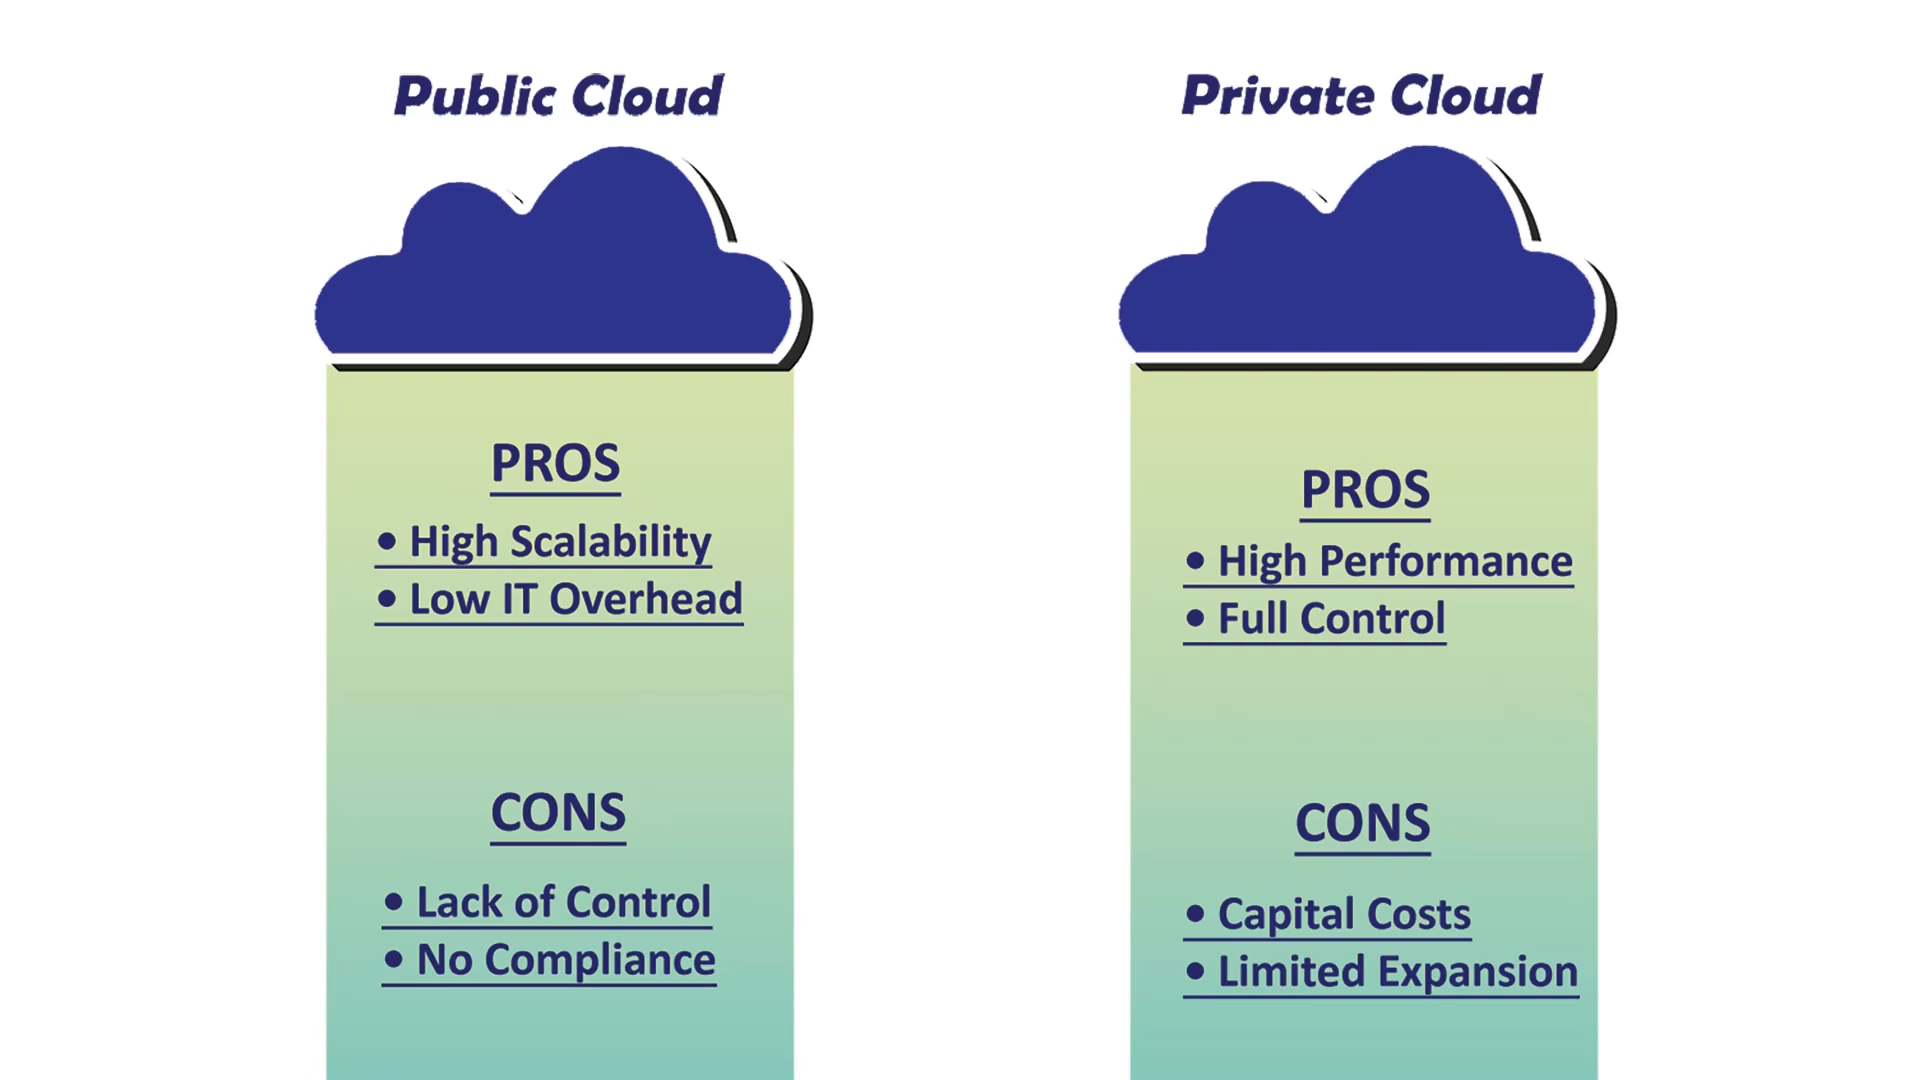 Public Cloud
PROS
• High Scalability
• Low IT Overhead
CONS
• Lack of Control
• No Compliance
Private Cloud
PROS
• High Performance
• Full Control
CONS
• Capital Costs
• Limited Expansion